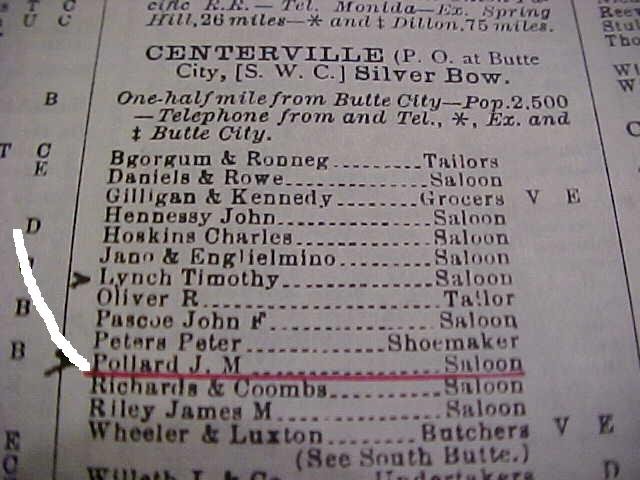 cific R.R.—Tel. Monida—Ex. Spring
Hill, 26 miles—* and ‡ Dillon, 75 miles.
CENTERVILLE (P. O. at Butte
City, [S. W. C.] Silver Bow.
One-half mile from Butte City—Pop. 2,500
—Telephone from and Tel., *, Ex. and
‡ Butte City.
Bgorgum & Ronneg Tailors
Daniels & Rowe Saloon
Gilligan & Kennedy Grocers V E
Hennessy John Saloon
Hoskins Charles Saloon
Jano & Englielmino Saloon
Lynch Timothy Saloon
Oliver R Tailor
Pascoe John F Saloon
Peters Peter Shoemaker
Pollard J. M Saloon
Richards & Coombs Saloon
Riley James M Saloon
Wheeler & Luxton Butchers V E
(See South Butte.)
Undertakers D